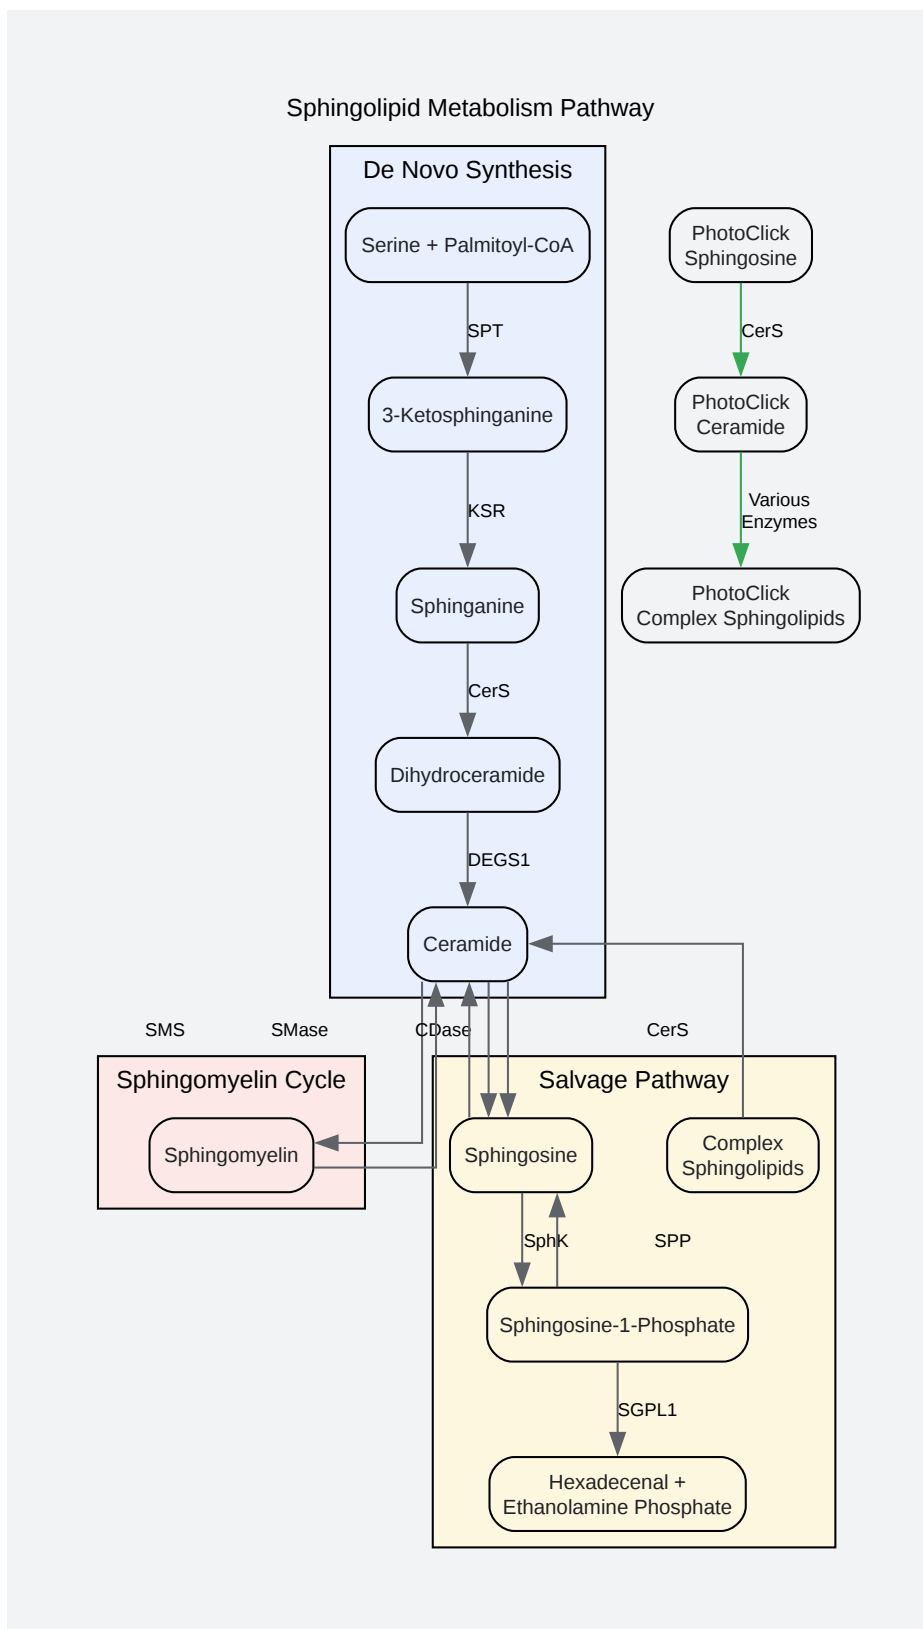 Sphingolipid Metabolism Pathway
De Novo Synthesis
Serine + Palmitoyl-CoA
PhotoClick
Sphingosine
SPT
CerS
3-Ketosphinganine
PhotoClick
Ceramide
KSR
Various
Enzymes
Sphinganine
PhotoClick
Complex Sphingolipids
CerS
Dihydroceramide
DEGS1
Ceramide
SMS
SMase
CDase
CerS
Sphingomyelin Cycle
Salvage Pathway
Sphingomyelin
Sphingosine
Complex
Sphingolipids
SphK
SPP
Sphingosine-1-Phosphate
SGPL1
Hexadecenal +
Ethanolamine Phosphate